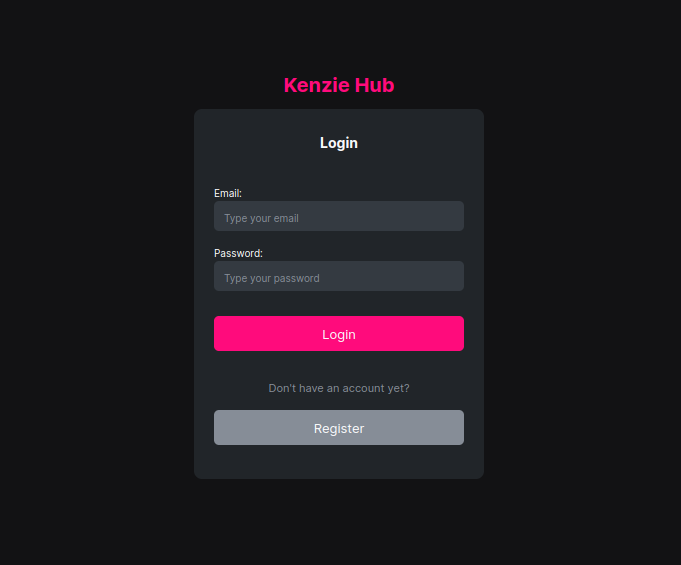 Kenzie Hub
Login
Email:
Type your email
Password:
Type your password
Login
Don't have an account yet?
Register